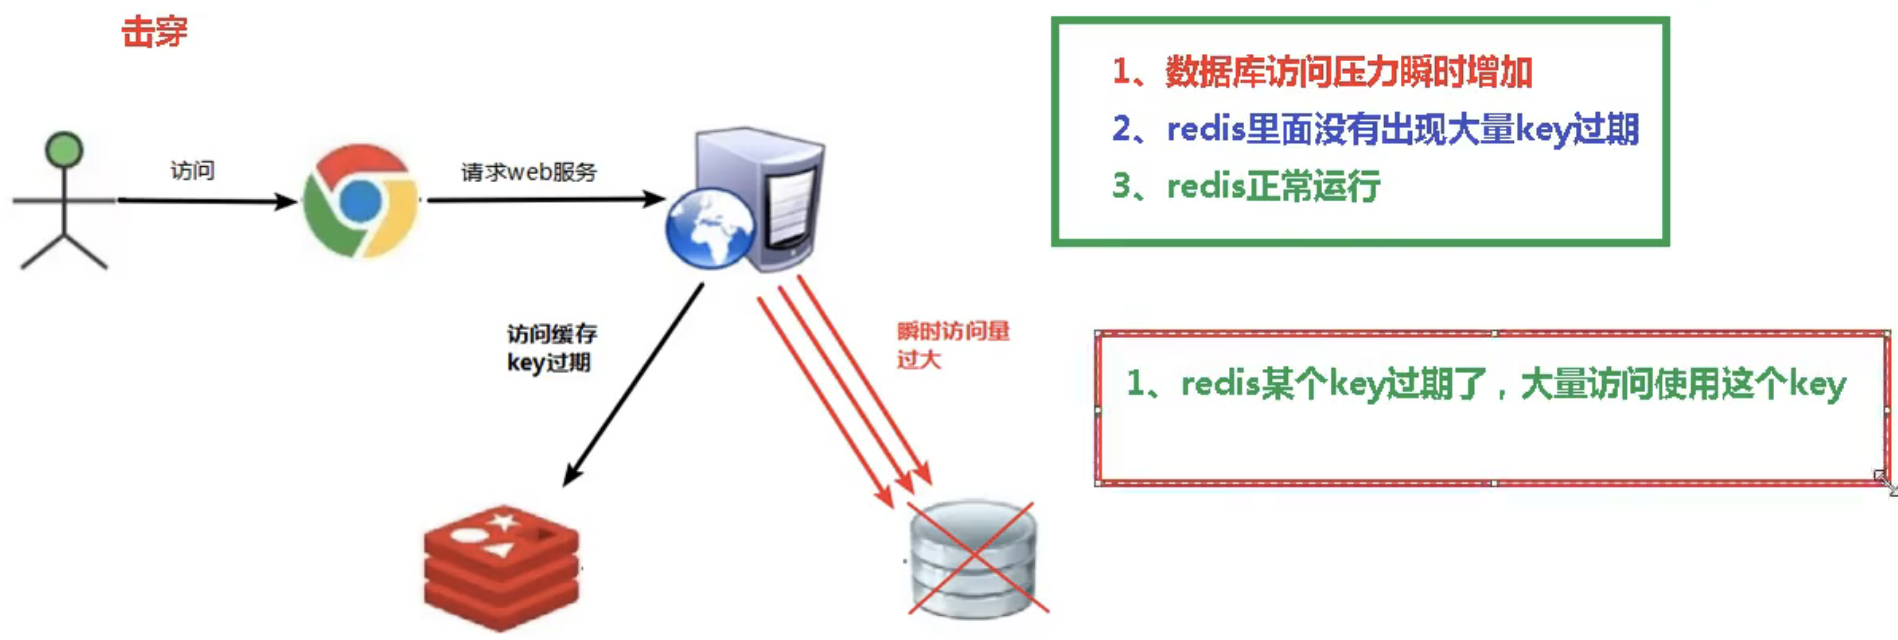 击穿
1、数据库访问压力瞬时增加
2、redis里面没有出现大量key过期
3、redis正常运行
访问
请求web服务
访问缓存
key过期
瞬时访问量
过大
1、redis某个key过期了，大量访问使用这个key